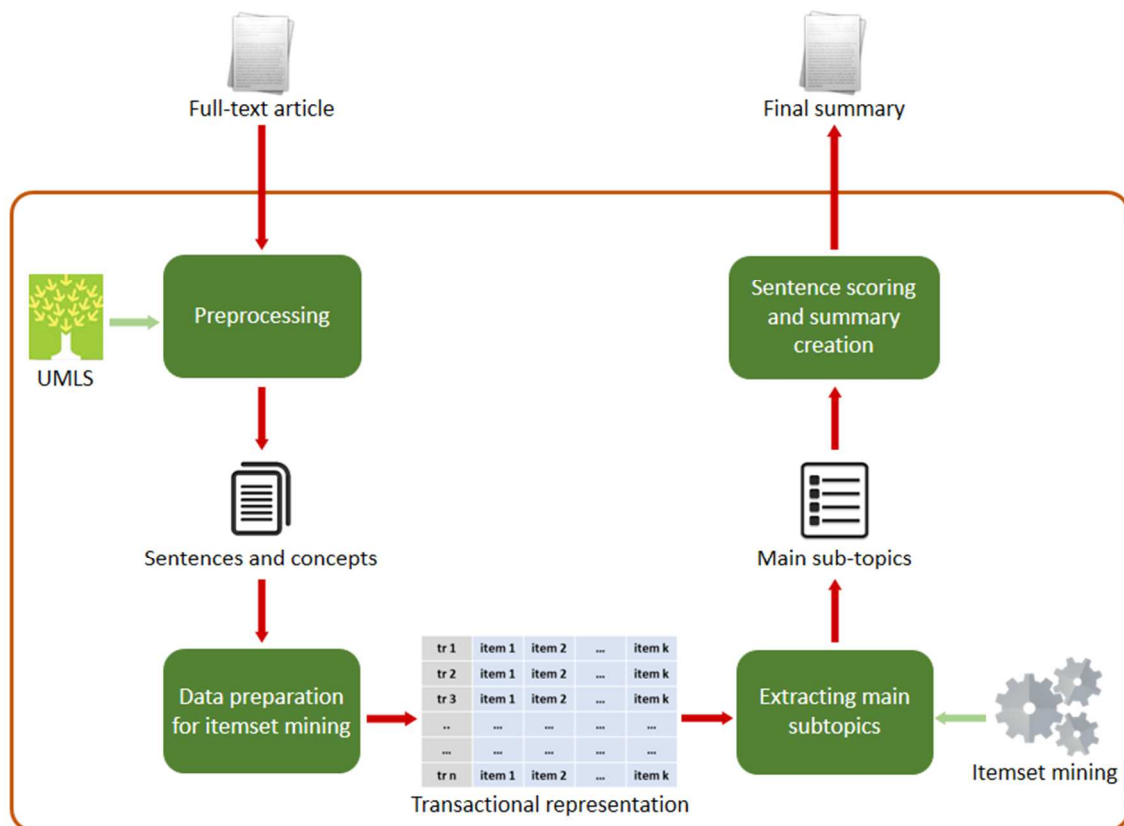 Full-text article
Final summary
Preprocessing
Sentence scoring
and summary
creation
UMLS
Sentences and concepts
Main sub-topics
Data preparation
for itemset mining
tr 1 item 1 item 2 ... item k
tr 2 item 1 item 2 ... item k
tr 3 item 1 item 2 ... item k
.. ... ... ... ...
... ... ... ... ...
tr n item 1 item 2 ... item k
Transactional representation
Extracting main
subtopics
Itemset mining